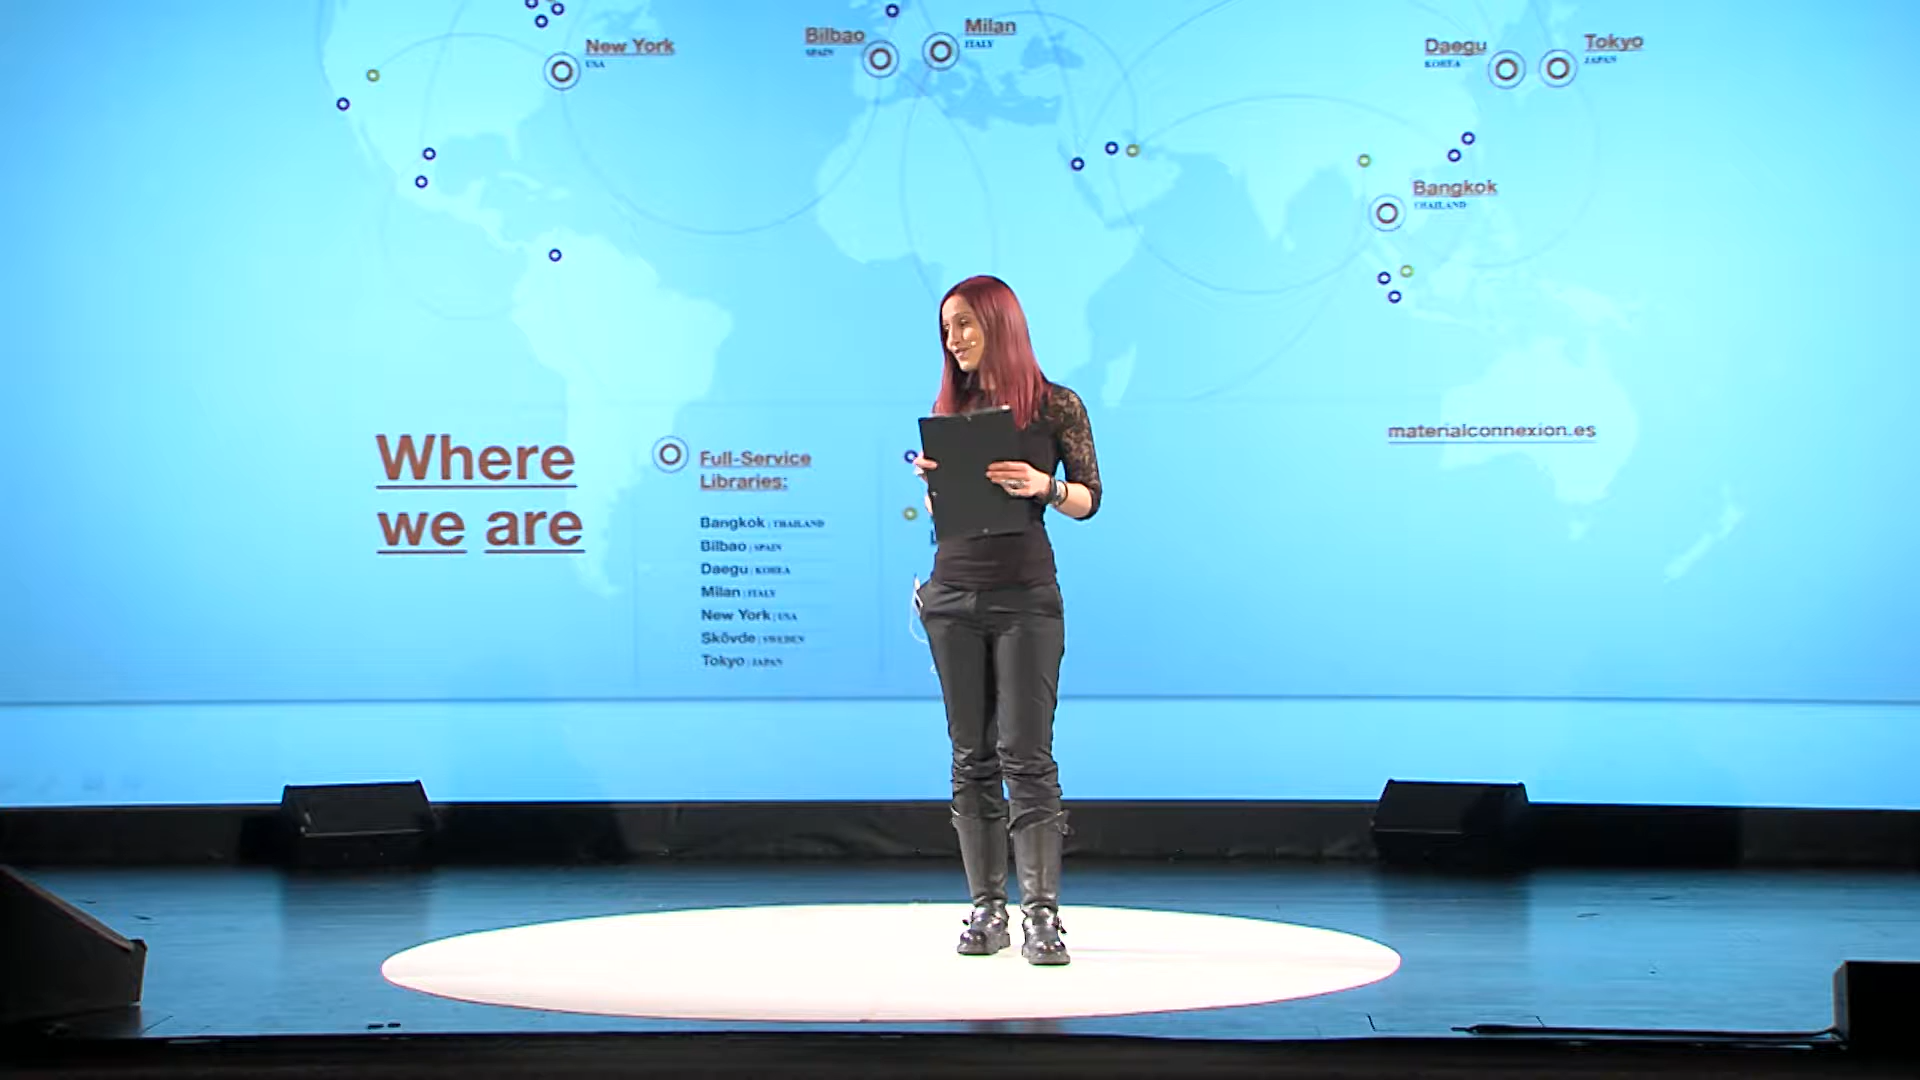 New York
USA
Bilbao
SPAIN
Milan
ITALY
Daegu
KOREA
Tokyo
JAPAN
Bangkok
THAILAND
Where
we are
Full-Service
Libraries:
Bangkok | THAILAND
Bilbao | SPAIN
Daegu | KOREA
Milan | ITALY
New York | USA
Skövde | SWEDEN
Tokyo | JAPAN
materialconnexion.es